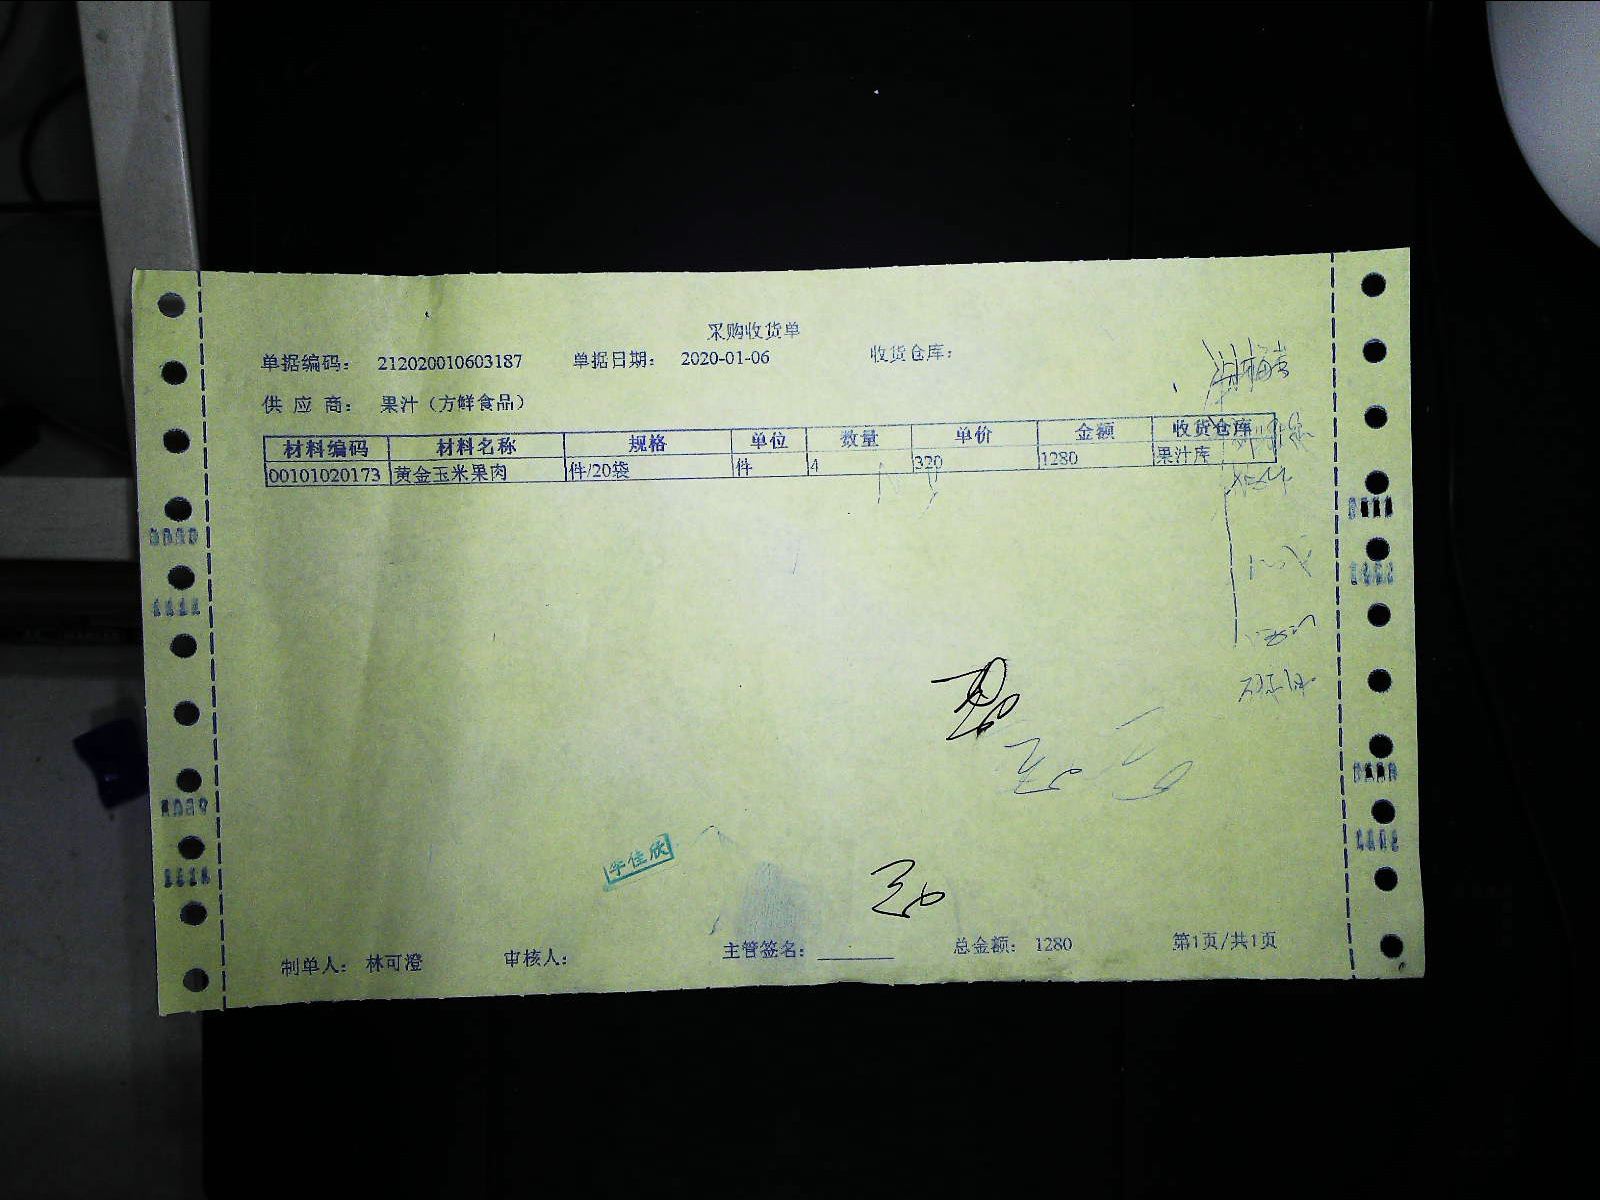 采购收货单
单据编码： 212020010603187 单据日期： 2020-01-06 收货仓库：
供 应 商： 果汁（方鲜食品）
材料编码 材料名称 规格 单位 数量 单价 金额 收货仓库
00101020173 黄金玉米果肉 件/20袋 件 4 320 1280 果汁库
李佳欣
制单人： 林可澄 审核人： 主管签名： 总金额： 1280 第1页/共1页